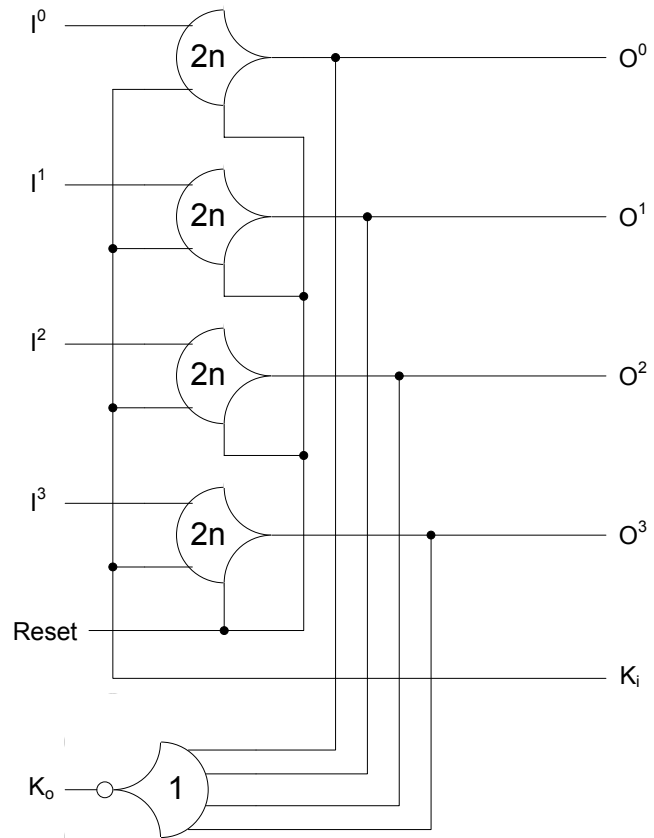 I⁰
2n
O⁰
I¹
2n
O¹
I²
2n
O²
I³
2n
O³
Reset
Kᵢ
Kₒ
1